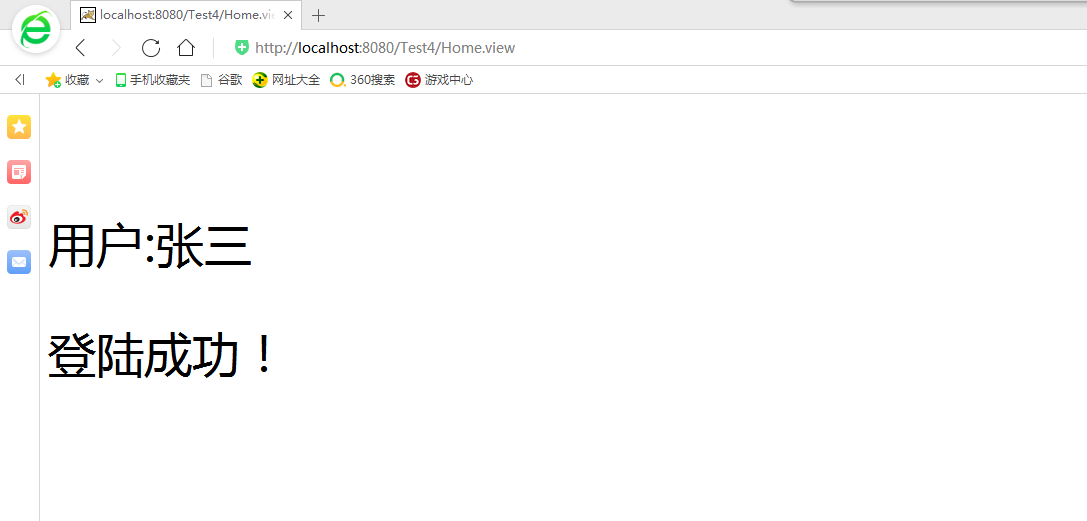 localhost:8080/Test4/Home.vi
http://localhost:8080/Test4/Home.view
收藏 手机收藏夹 谷歌 网址大全 360搜索 游戏中心
用户:张三
登陆成功！